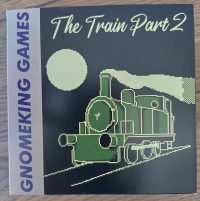 The Train Part 2
GNOMEKING GAMES